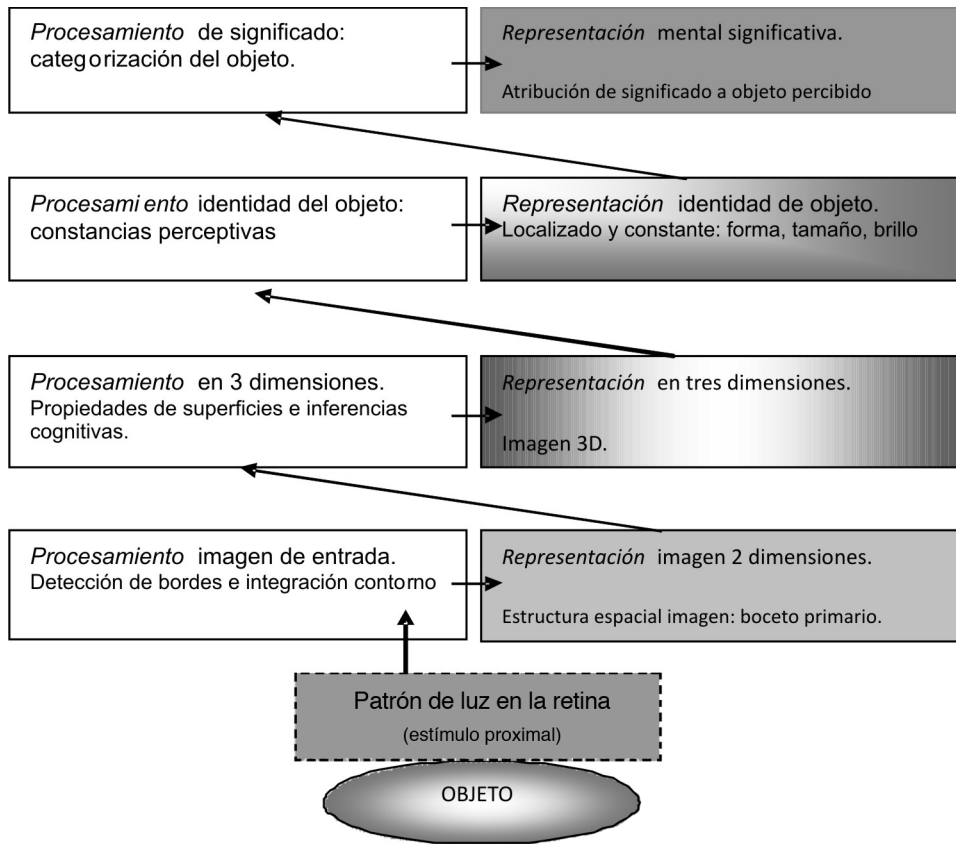 Procesamiento de significado:
categorización del objeto.
Representación mental significativa.
Atribución de significado a objeto percibido
Procesami ento identidad del objeto:
constancias perceptivas
Representación identidad de objeto.
Localizado y constante: forma, tamaño, brillo
Procesamiento en 3 dimensiones.
Propiedades de superficies e inferencias
cognitivas.
Representación en tres dimensiones.
Imagen 3D.
Procesamiento imagen de entrada.
Detección de bordes e integración contorno
Representación imagen 2 dimensiones.
Estructura espacial imagen: boceto primario.
Patrón de luz en la retina
(estímulo proximal)
OBJETO